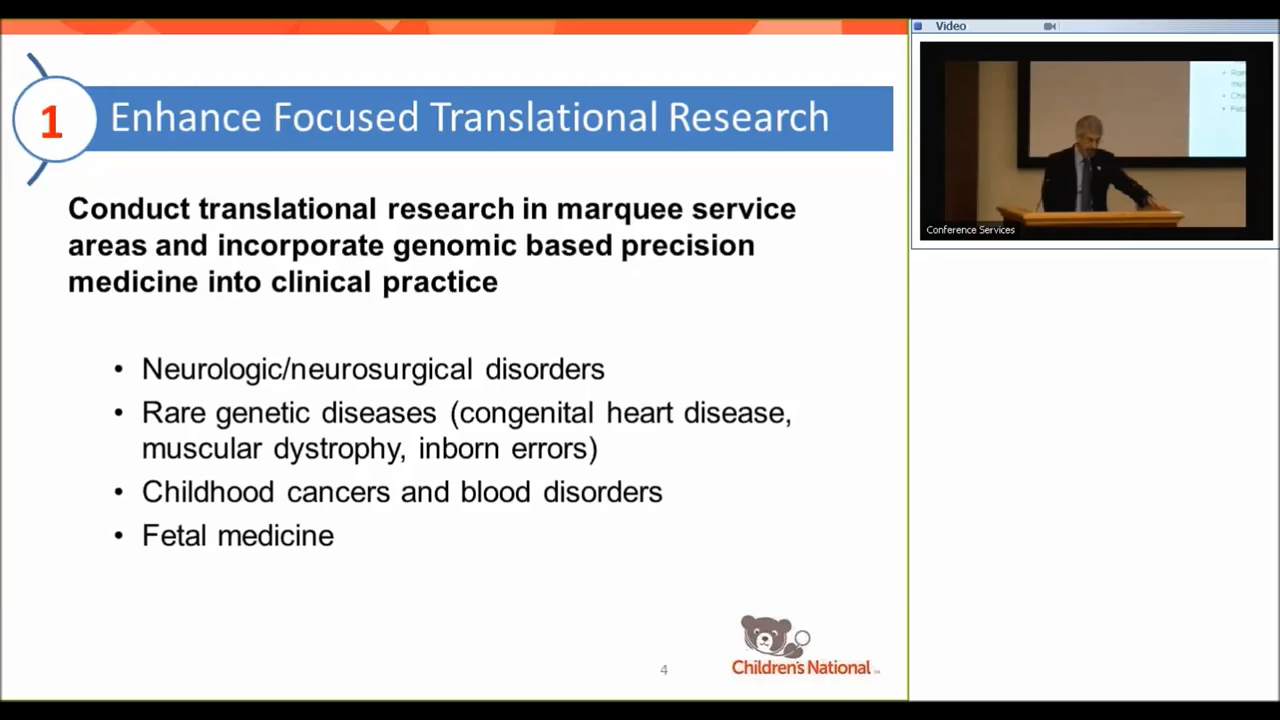 1
Enhance Focused Translational Research
Conduct translational research in marquee service
areas and incorporate genomic based precision
medicine into clinical practice
• Neurologic/neurosurgical disorders
• Rare genetic diseases (congenital heart disease,
muscular dystrophy, inborn errors)
• Childhood cancers and blood disorders
• Fetal medicine
4
Children's National
Video
Conference Services